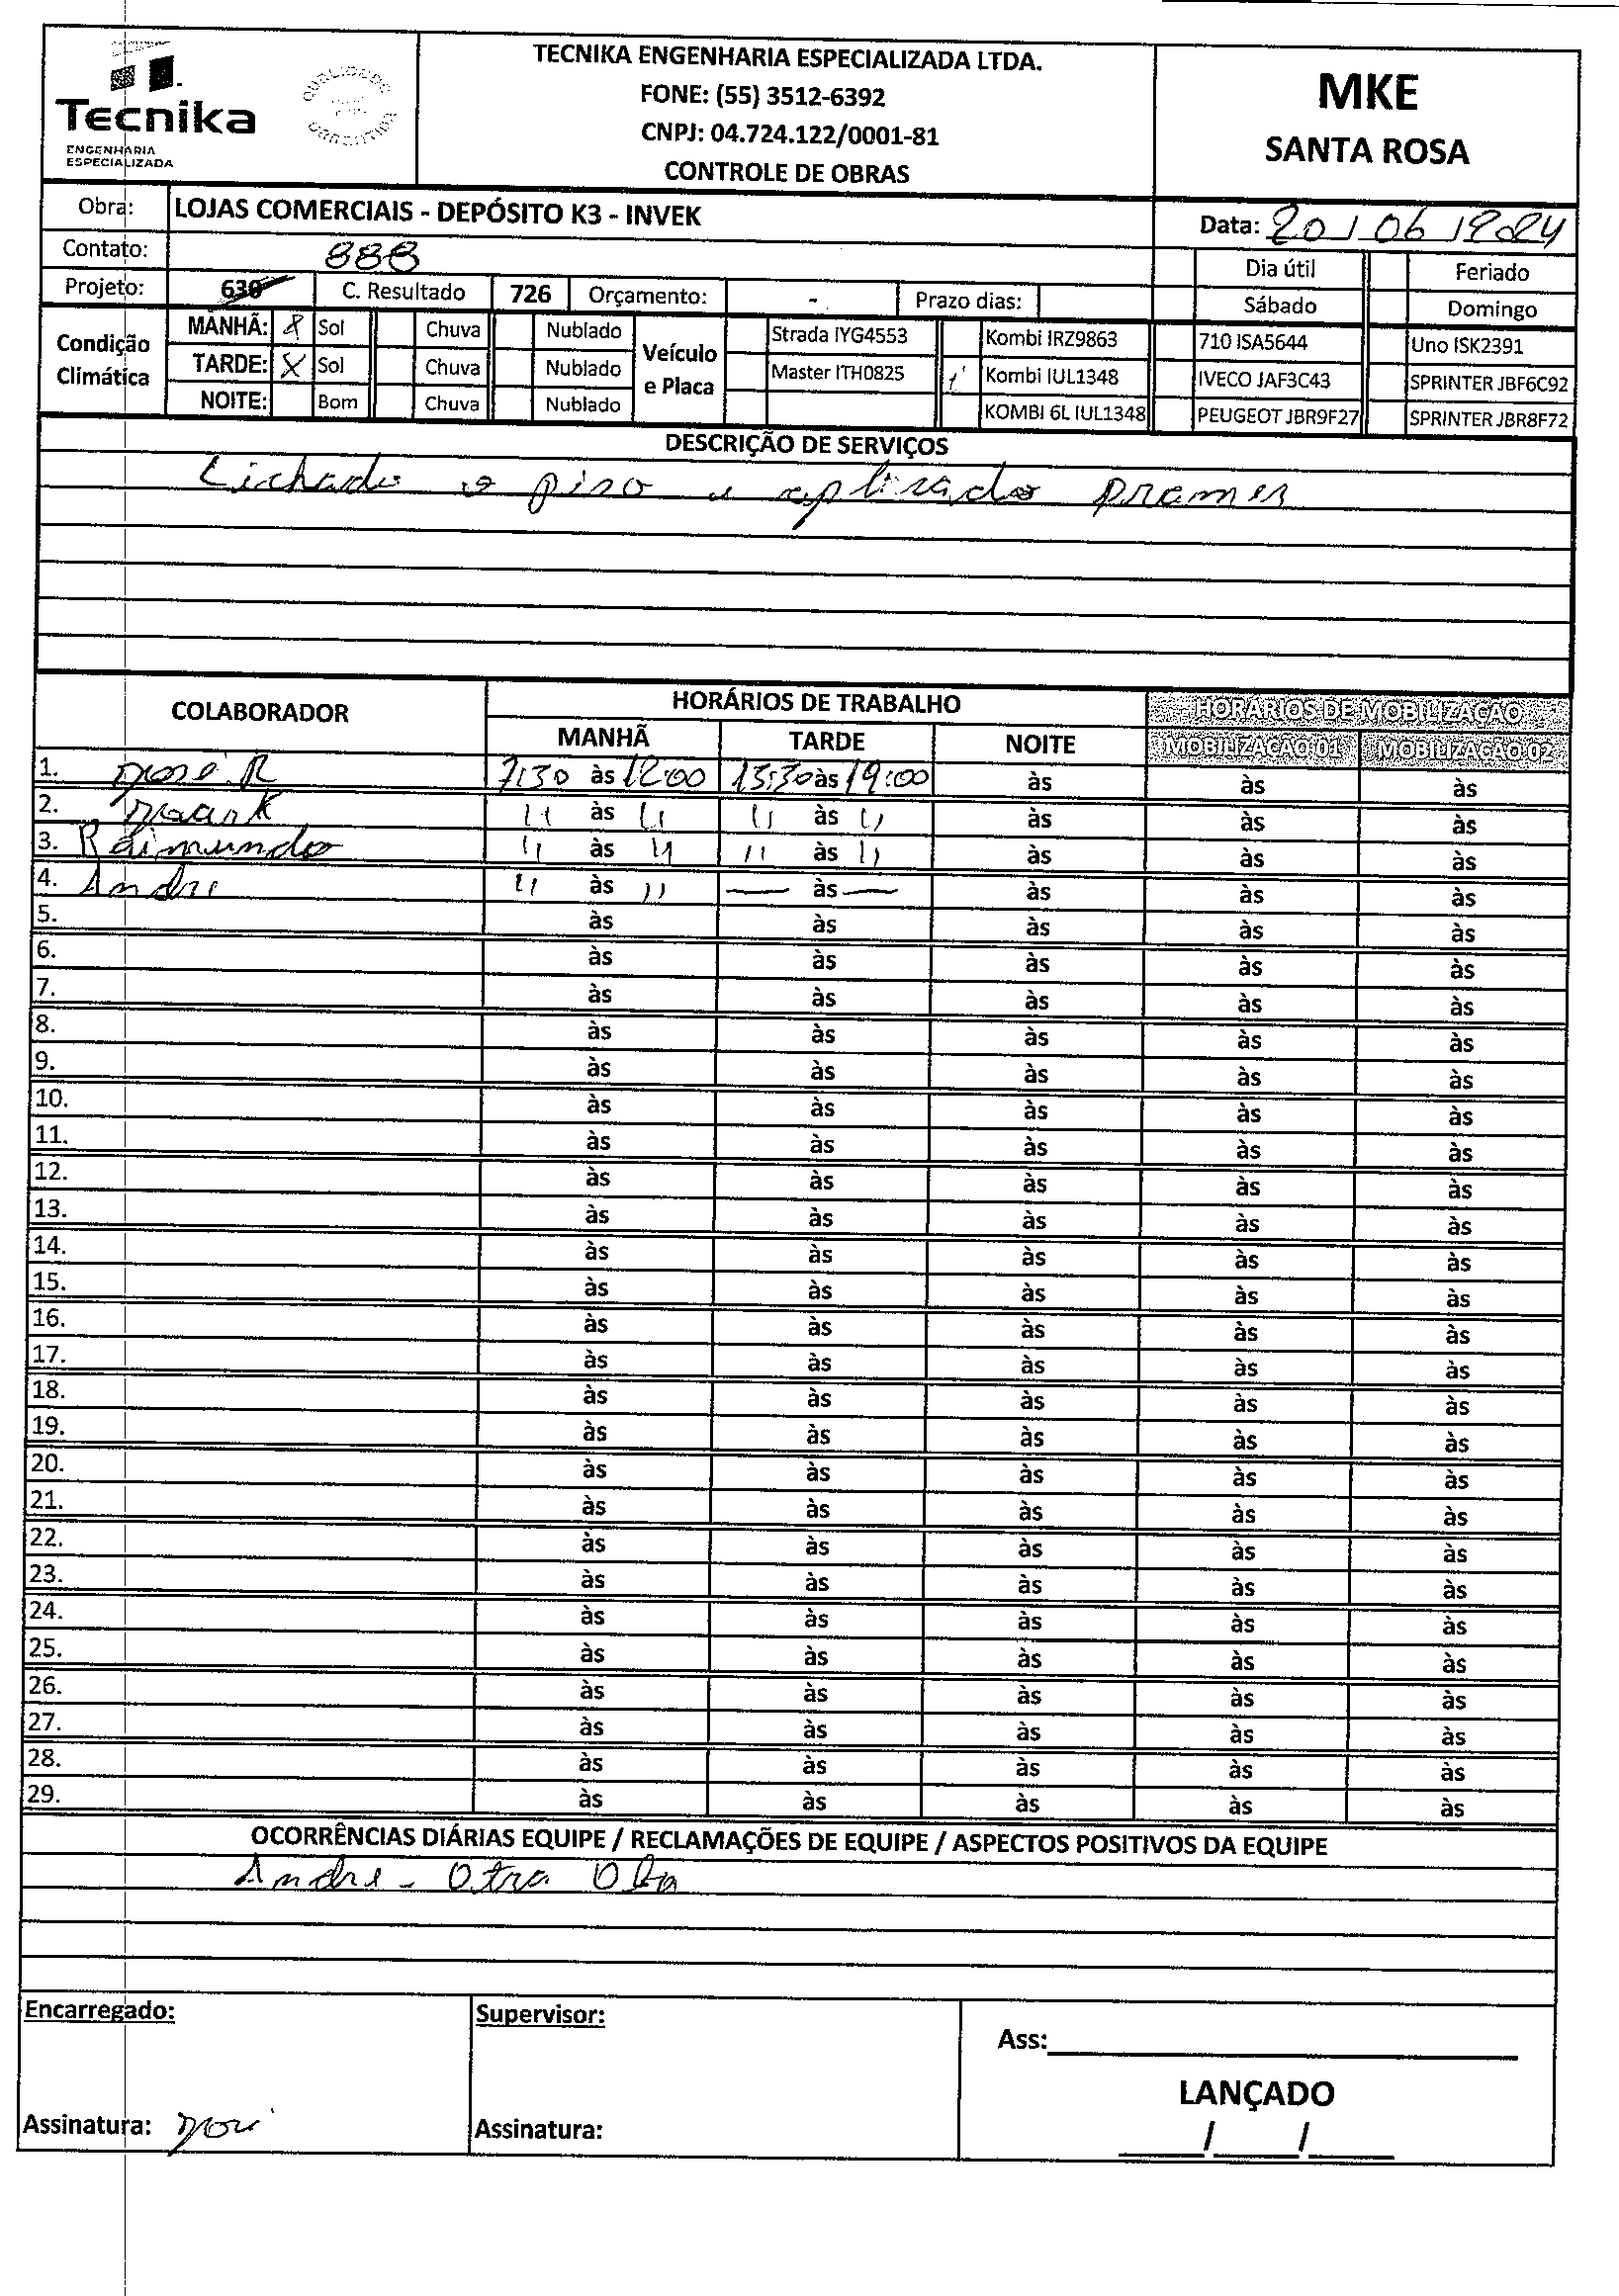 Tecnika
ENGENHARIA
ESPECIALIZADA
TECNIKA ENGENHARIA ESPECIALIZADA LTDA.
FONE: (55) 3512-6392
CNPJ: 04.724.122/0001-81
CONTROLE DE OBRAS
MKE
SANTA ROSA
Obra: LOJAS COMERCIAIS - DEPÓSITO K3 - INVEK
Data: 20/06/2024
Contato: 888
Dia útil Feriado
Projeto: 630 C. Resultado 726 Orçamento: - Prazo dias:
Sábado Domingo
Condição Climática
MANHÃ: X Sol Chuva Nublado
TARDE: X Sol Chuva Nublado
NOITE: Bom Chuva Nublado
Veículo e Placa
Strada IYG4553 Kombi IRZ9863 710 ISA5644 Uno ISK2391
Master ITH0825 Kombi IUL1348 IVECO JAF3C43 SPRINTER JBF6C92
KOMBI 6L IUL1348 PEUGEOT JBR9F27 SPRINTER JBR8F72
DESCRIÇÃO DE SERVIÇOS
Lichado o piso e aplicado
COLABORADOR HORÁRIOS DE TRABALHO HORÁRIOS DE MOBILIZAÇÃO
MANHÃ TARDE NOITE MOBILIZAÇÃO 01 MOBILIZAÇÃO 02
1. José R 7:30 às 12:00 13:30 às 19:00 às às às
2. '' às '' '' às '' às às às
3. Raimundo '' às '' '' às '' às às às
4. Andre '' às '' — às — às às às
5. às às às às às
6. às às às às às
7. às às às às às
8. às às às às às
9. às às às às às
10. às às às às às
11. às às às às às
12. às às às às às
13. às às às às às
14. às às às às às
15. às às às às às
16. às às às às às
17. às às às às às
18. às às às às às
19. às às às às às
20. às às às às às
21. às às às às às
22. às às às às às
23. às às às às às
24. às às às às às
25. às às às às às
26. às às às às às
27. às às às às às
28. às às às às às
29. às às às às às
OCORRÊNCIAS DIÁRIAS EQUIPE / RECLAMAÇÕES DE EQUIPE / ASPECTOS POSITIVOS DA EQUIPE
Andre - Otra Obra
Encarregado: Supervisor:
Ass:
LANÇADO
Assinatura: José Assinatura:
___/___/___